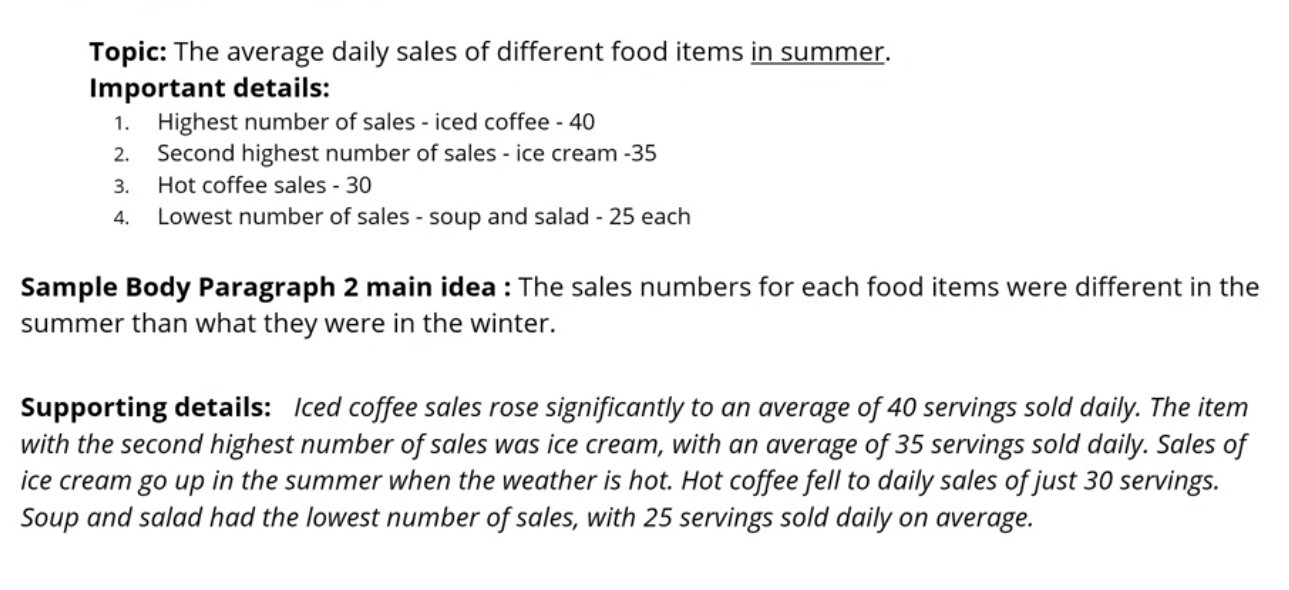 Topic: The average daily sales of different food items in summer.
Important details:
1. Highest number of sales - iced coffee - 40
2. Second highest number of sales - ice cream -35
3. Hot coffee sales - 30
4. Lowest number of sales - soup and salad - 25 each
Sample Body Paragraph 2 main idea : The sales numbers for each food items were different in the
summer than what they were in the winter.
Supporting details: Iced coffee sales rose significantly to an average of 40 servings sold daily. The item
with the second highest number of sales was ice cream, with an average of 35 servings sold daily. Sales of
ice cream go up in the summer when the weather is hot. Hot coffee fell to daily sales of just 30 servings.
Soup and salad had the lowest number of sales, with 25 servings sold daily on average.